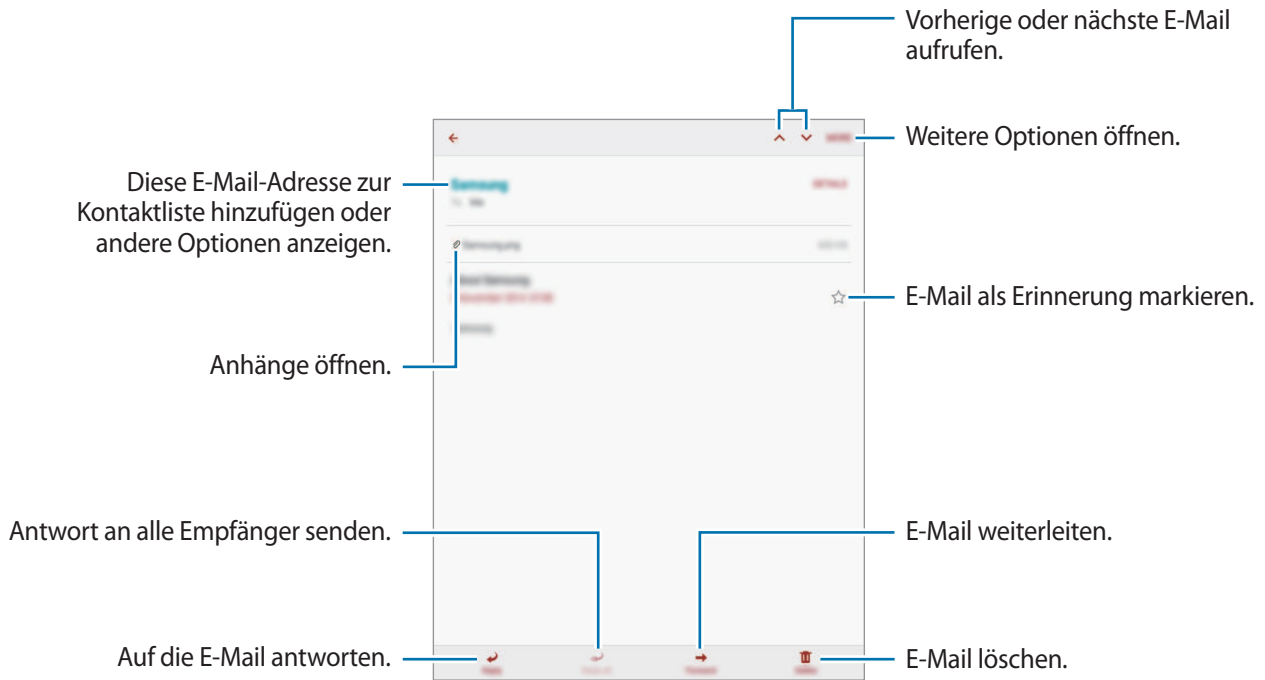 Vorherige oder nächste E-Mail
aufrufen.
Weitere Optionen öffnen.
Diese E-Mail-Adresse zur
Kontaktliste hinzufügen oder
andere Optionen anzeigen.
Samsung
E-Mail als Erinnerung markieren.
Anhänge öffnen.
Antwort an alle Empfänger senden.
E-Mail weiterleiten.
Auf die E-Mail antworten.
E-Mail löschen.